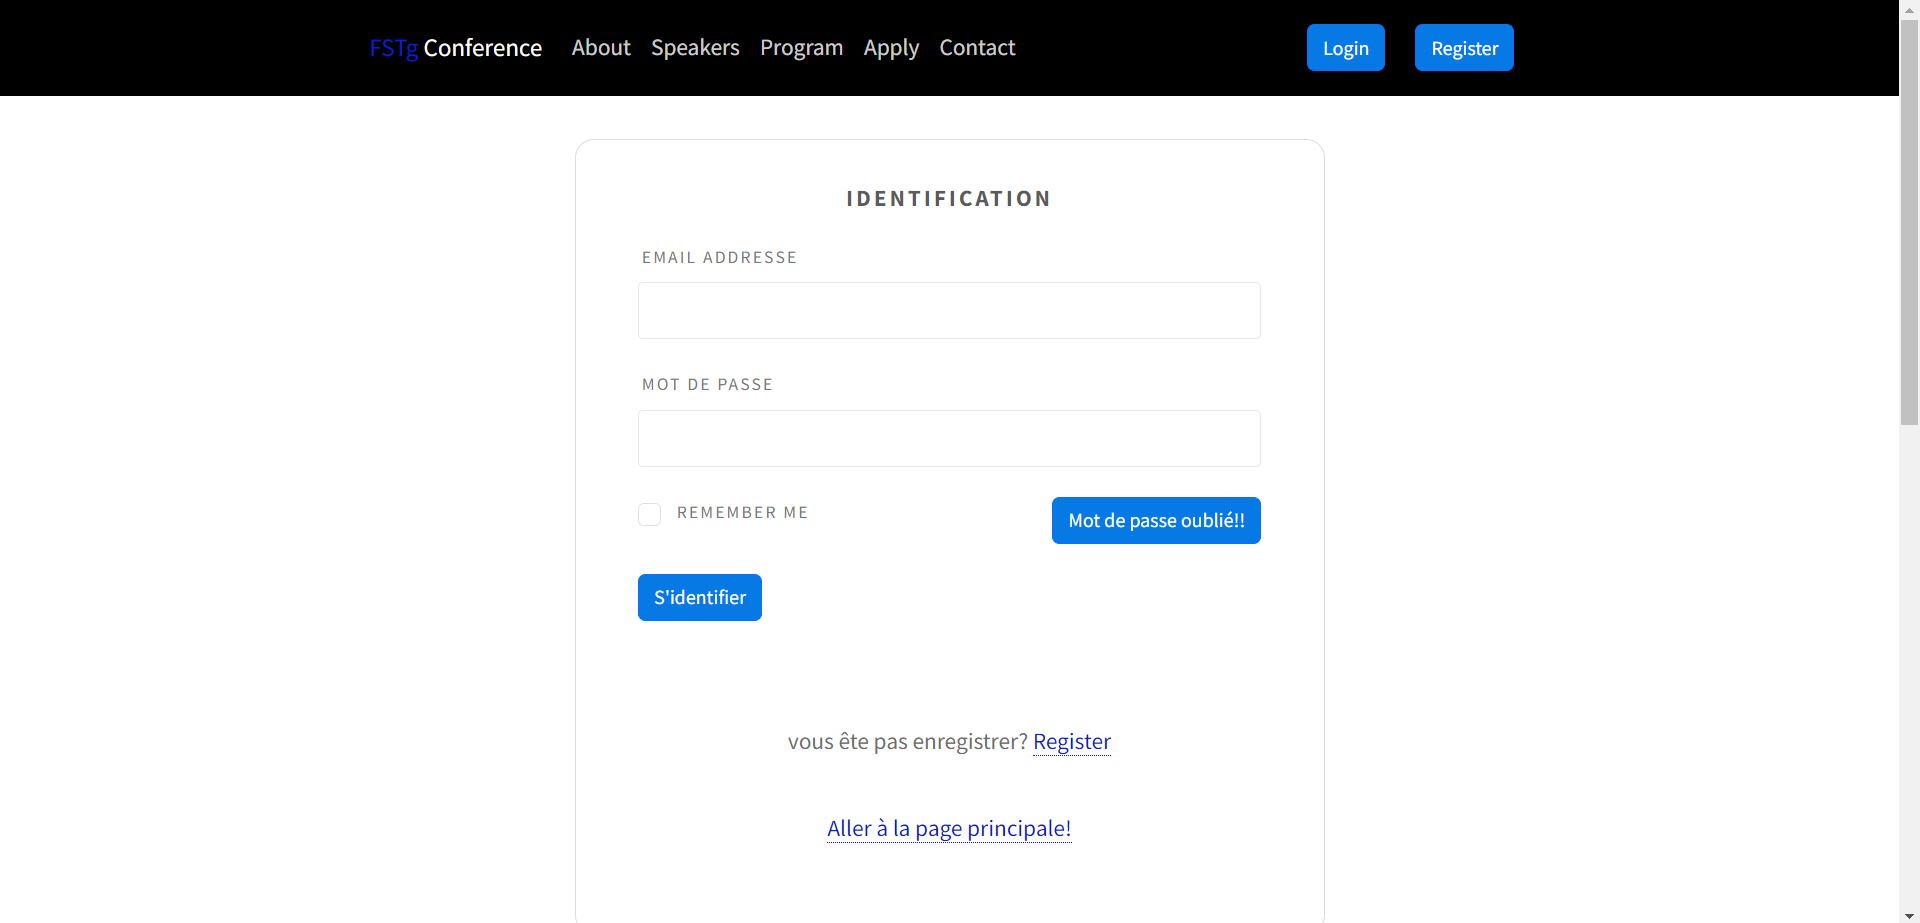 FSTg Conference About Speakers Program Apply Contact Login Register
IDENTIFICATION
EMAIL ADDRESSE
MOT DE PASSE
REMEMBER ME Mot de passe oublié!!
S'identifier
vous ête pas enregistrer? Register
Aller à la page principale!